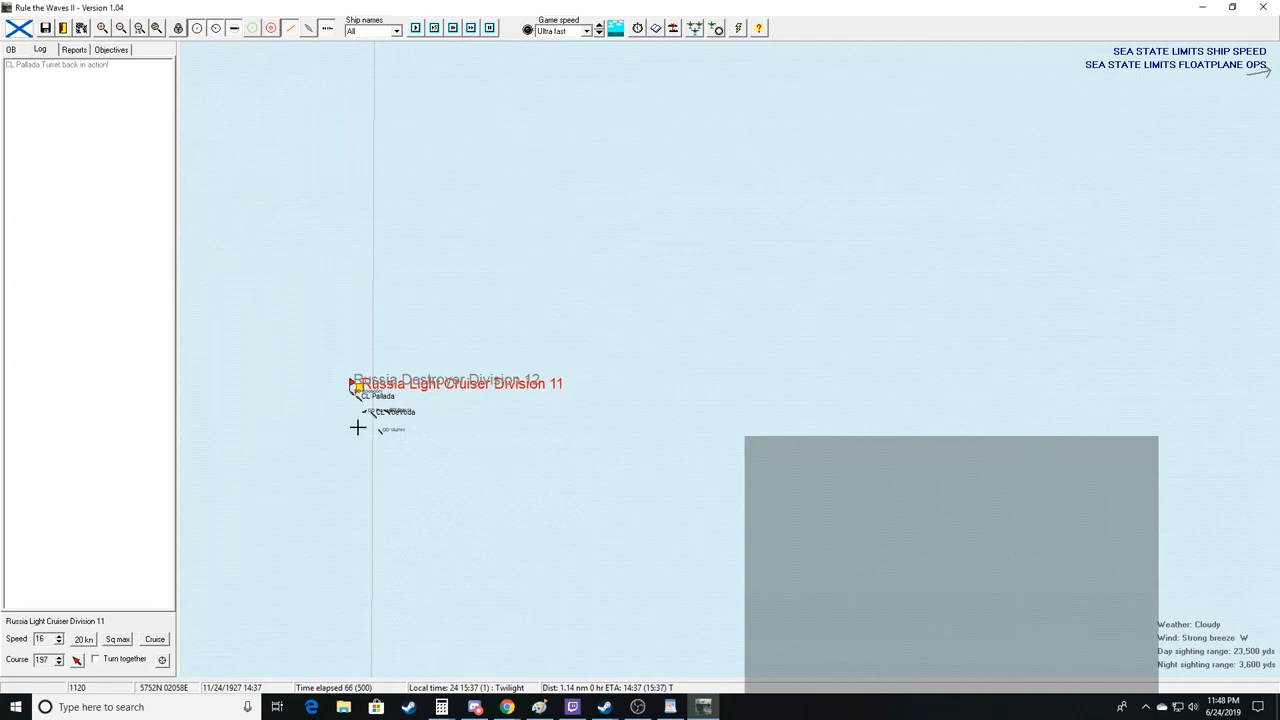 Rule the Waves II - Version 1.04
Ship names
All
Game speed
Ultra fast
OB Log Reports Objectives
CL Pallada Turret back in action!
SEA STATE LIMITS SHIP SPEED
SEA STATE LIMITS FLOATPLANE OPS
Russia Destroyer Division 12
Russia Light Cruiser Division 11
CL Pallada
CL Voevoda
Russia Light Cruiser Division 11
Speed 16 20 kn Sq max Cruise
Course 197 Turn together
Weather: Cloudy
Wind: Strong breeze W
Day sighting range: 23,500 yds
Night sighting range: 3,600 yds
1120 5752N 02058E 11/24/1927 14:37 Time elapsed 66 (500) Local time: 24 15:37 (1) : Twilight Dist: 1.14 nm 0 hr ETA: 14:37 (15:37) T
Type here to search
11:48 PM
6/24/2019